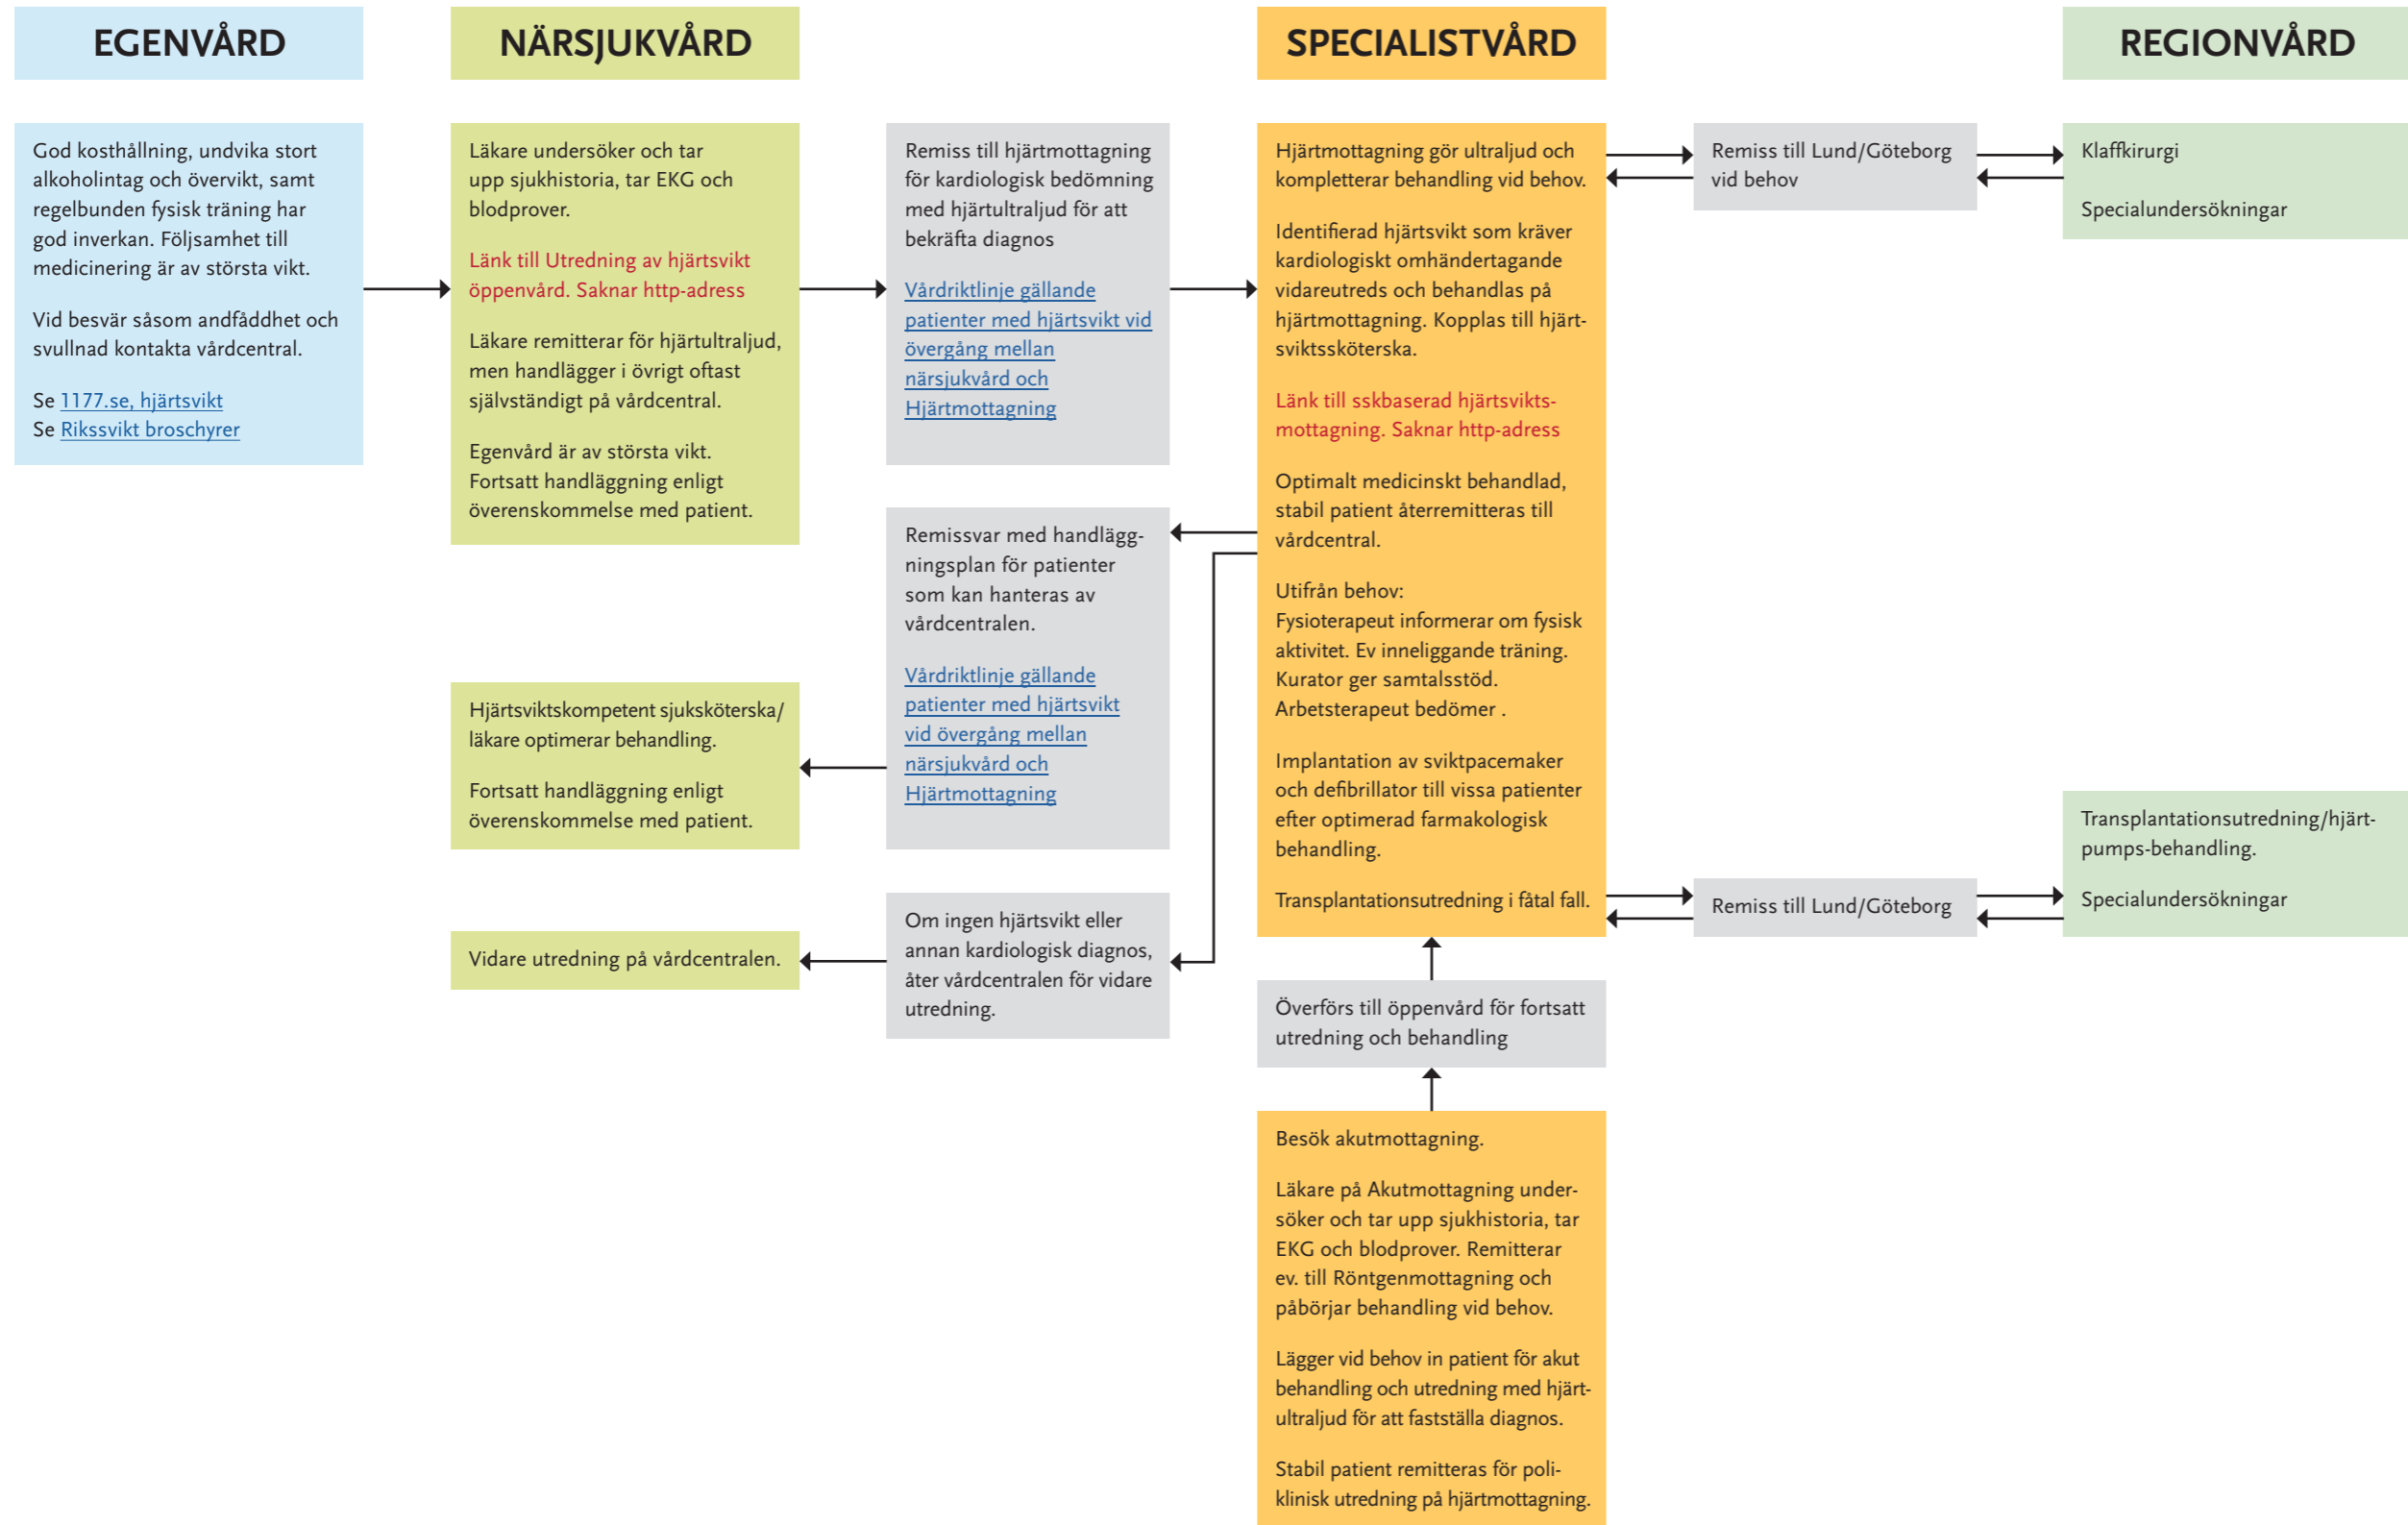 EGENVÅRD
NÄRSJUKVÅRD
SPECIALISTVÅRD
REGIONVÅRD
God kosthållning, undvika stort
alkoholintag och övervikt, samt
regelbunden fysisk träning har
god inverkan. Följsamhet till
medicinering är av största vikt.
Vid besvär såsom andfåddhet och
svullnad kontakta vårdcentral.
Se 1177.se, hjärtsvikt
Se Rikssvikt broschyrer
Läkare undersöker och tar
upp sjukhistoria, tar EKG och
blodprover.
Länk till Utredning av hjärtsvikt
öppenvård. Saknar http-adress
Läkare remitterar för hjärtultraljud,
men handlägger i övrigt oftast
självständigt på vårdcentral.
Egenvård är av största vikt.
Fortsatt handläggning enligt
överenskommelse med patient.
Remiss till hjärtmottagning
för kardiologisk bedömning
med hjärtultraljud för att
bekräfta diagnos
Vårdriktlinje gällande
patienter med hjärtsvikt vid
övergång mellan
närsjukvård och
Hjärtmottagning
Hjärtmottagning gör ultraljud och
kompletterar behandling vid behov.
Identifierad hjärtsvikt som kräver
kardiologiskt omhändertagande
vidareutreds och behandlas på
hjärtmottagning. Kopplas till hjärt-
sviktssköterska.
Länk till sskbaserad hjärtsvikts-
mottagning. Saknar http-adress
Optimalt medicinskt behandlad,
stabil patient återremitteras till
vårdcentral.
Utifrån behov:
Fysioterapeut informerar om fysisk
aktivitet. Ev inneliggande träning.
Kurator ger samtalsstöd.
Arbetsterapeut bedömer .
Implantation av sviktpacemaker
och defibrillator till vissa patienter
efter optimerad farmakologisk
behandling.
Transplantationsutredning i fåtal fall.
Remiss till Lund/Göteborg
vid behov
Klaffkirurgi
Specialundersökningar
Remissvar med handlägg-
ningsplan för patienter
som kan hanteras av
vårdcentralen.
Vårdriktlinje gällande
patienter med hjärtsvikt
vid övergång mellan
närsjukvård och
Hjärtmottagning
Hjärtsviktskompetent sjuksköterska/
läkare optimerar behandling.
Fortsatt handläggning enligt
överenskommelse med patient.
Remiss till Lund/Göteborg
Transplantationsutredning/hjärt-
pumps-behandling.
Specialundersökningar
Om ingen hjärtsvikt eller
annan kardiologisk diagnos,
åter vårdcentralen för vidare
utredning.
Vidare utredning på vårdcentralen.
Överförs till öppenvård för fortsatt
utredning och behandling
Besök akutmottagning.
Läkare på Akutmottagning under-
söker och tar upp sjukhistoria, tar
EKG och blodprover. Remitterar
ev. till Röntgenmottagning och
påbörjar behandling vid behov.
Lägger vid behov in patient för akut
behandling och utredning med hjärt-
ultraljud för att fastställa diagnos.
Stabil patient remitteras för poli-
klinisk utredning på hjärtmottagning.